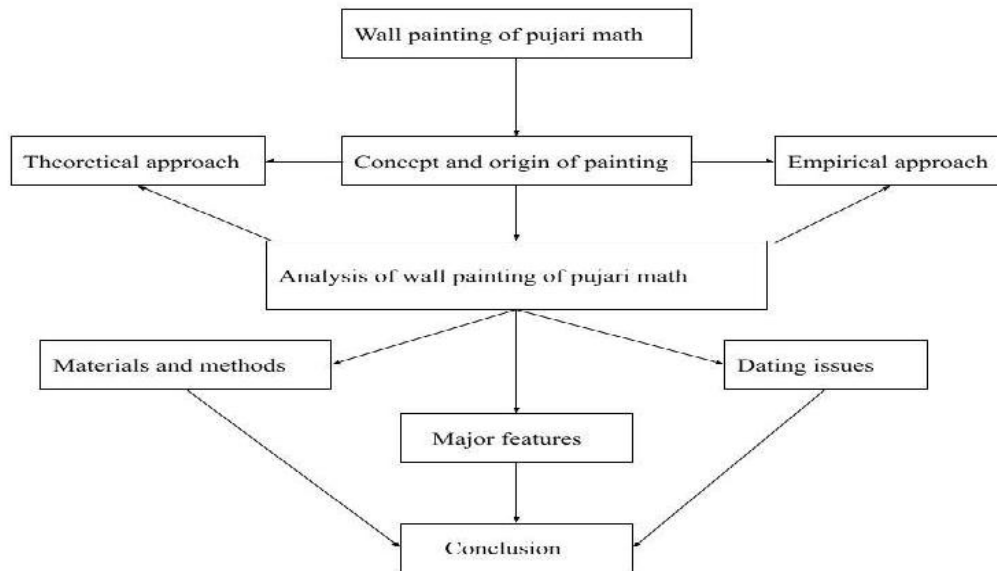 Wall painting of pujari math
Theoretical approach
Concept and origin of painting
Empirical approach
Analysis of wall painting of pujari math
Materials and methods
Dating issues
Major features
Conclusion